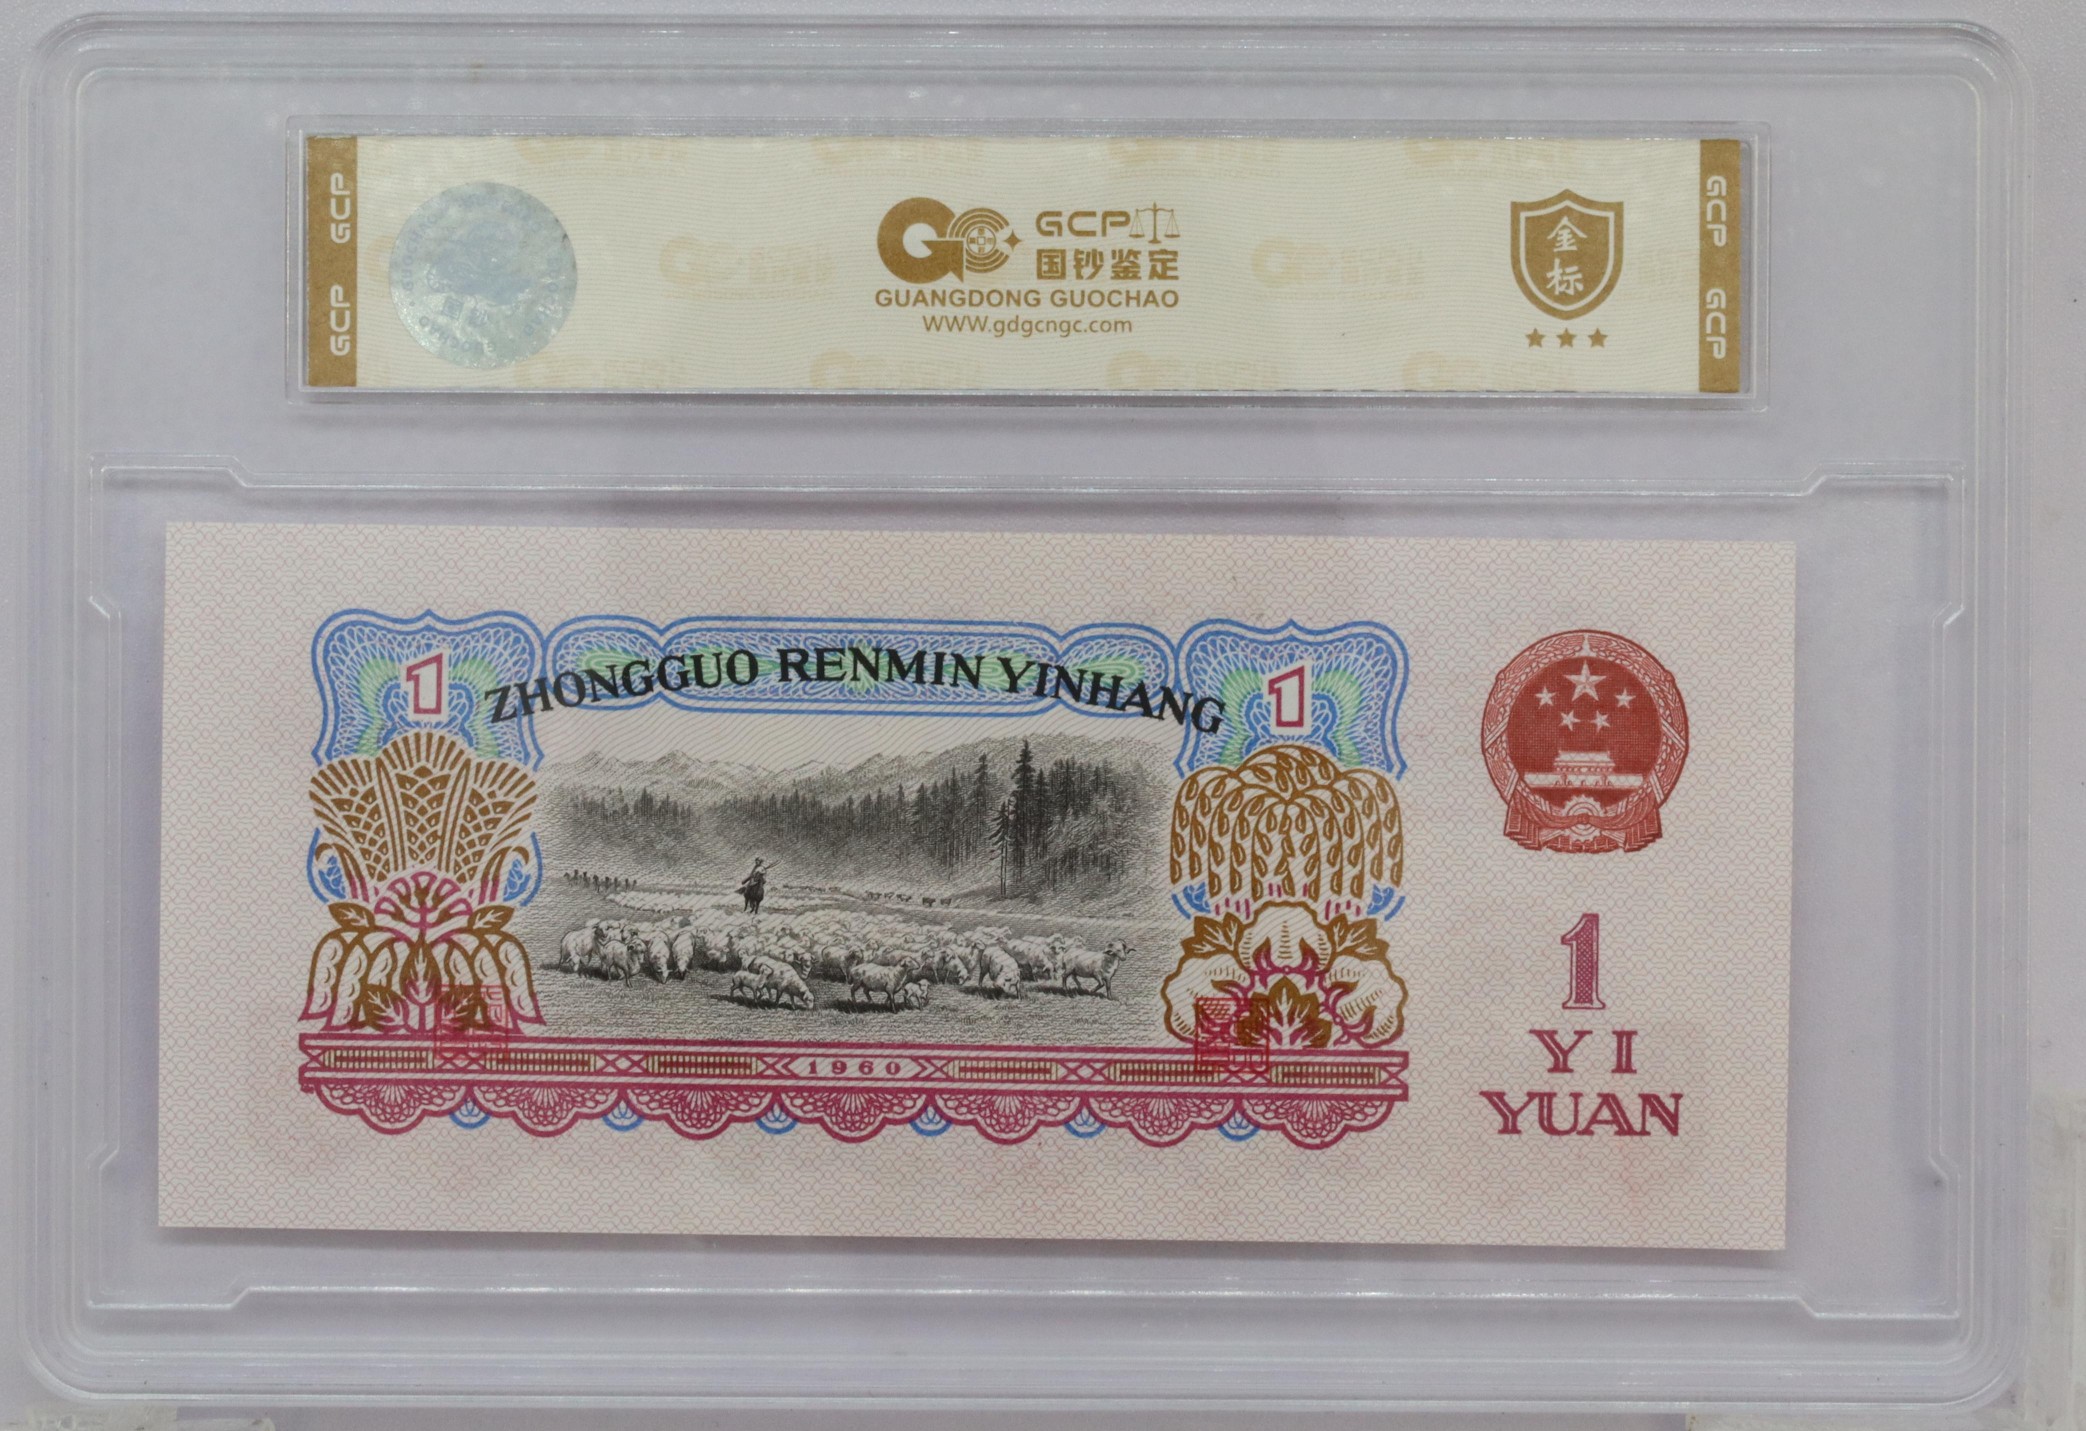 GCP GCP
GCP
国钞鉴定
GUANGDONG GUOCHAO
WWW.gdgcngc.com
金
标
GCP GCP
ZHONGGUO RENMIN YINHANG
1
1
1960
1
YI
YUAN